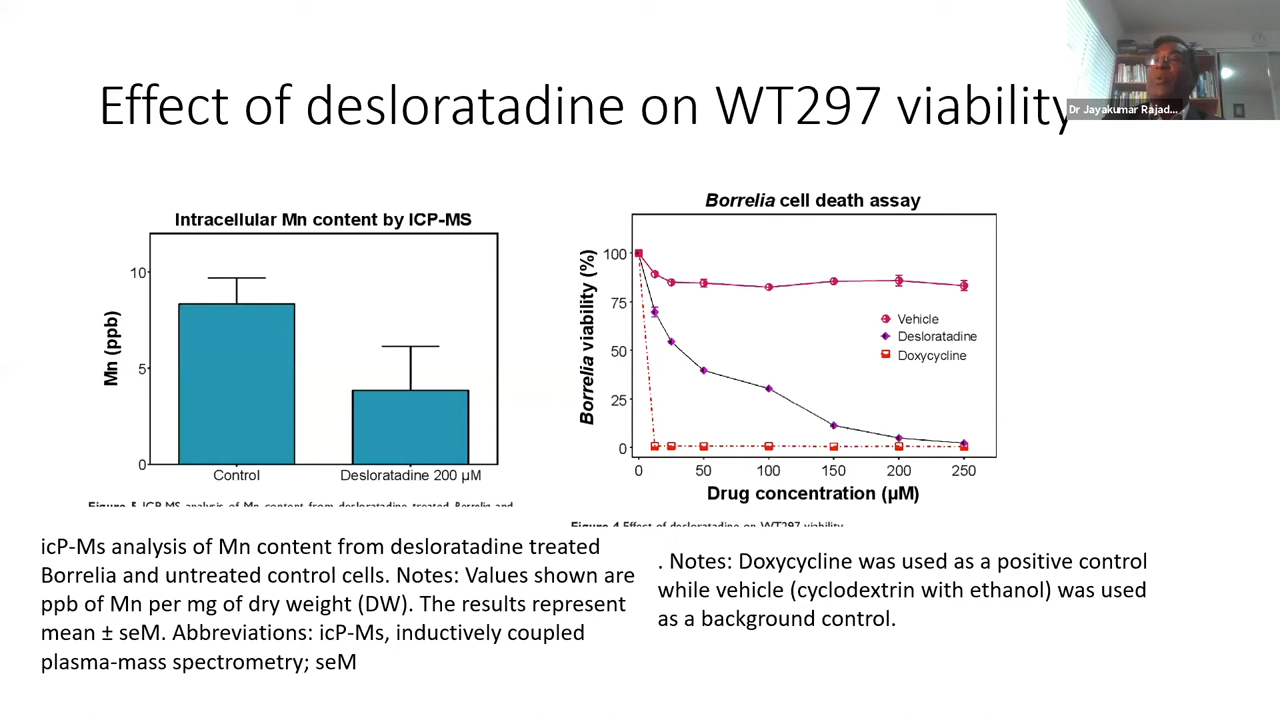 Effect of desloratadine on WT297 viability
Dr Jayakumar Rajad...
Intracellular Mn content by ICP-MS
Mn (ppb)
10
5
0
Control
Desloratadine 200 µM
Figure 5 ICP-MS analysis of Mn content from desloratadine treated Borrelia and
icP-Ms analysis of Mn content from desloratadine treated
Borrelia and untreated control cells. Notes: Values shown are
ppb of Mn per mg of dry weight (DW). The results represent
mean ± seM. Abbreviations: icP-Ms, inductively coupled
plasma-mass spectrometry; seM
Borrelia cell death assay
Borrelia viability (%)
100
75
50
25
0
Vehicle
Desloratadine
Doxycycline
0 50 100 150 200 250
Drug concentration (µM)
Figure 4 Effect of desloratadine on WT297 viability
. Notes: Doxycycline was used as a positive control
while vehicle (cyclodextrin with ethanol) was used
as a background control.